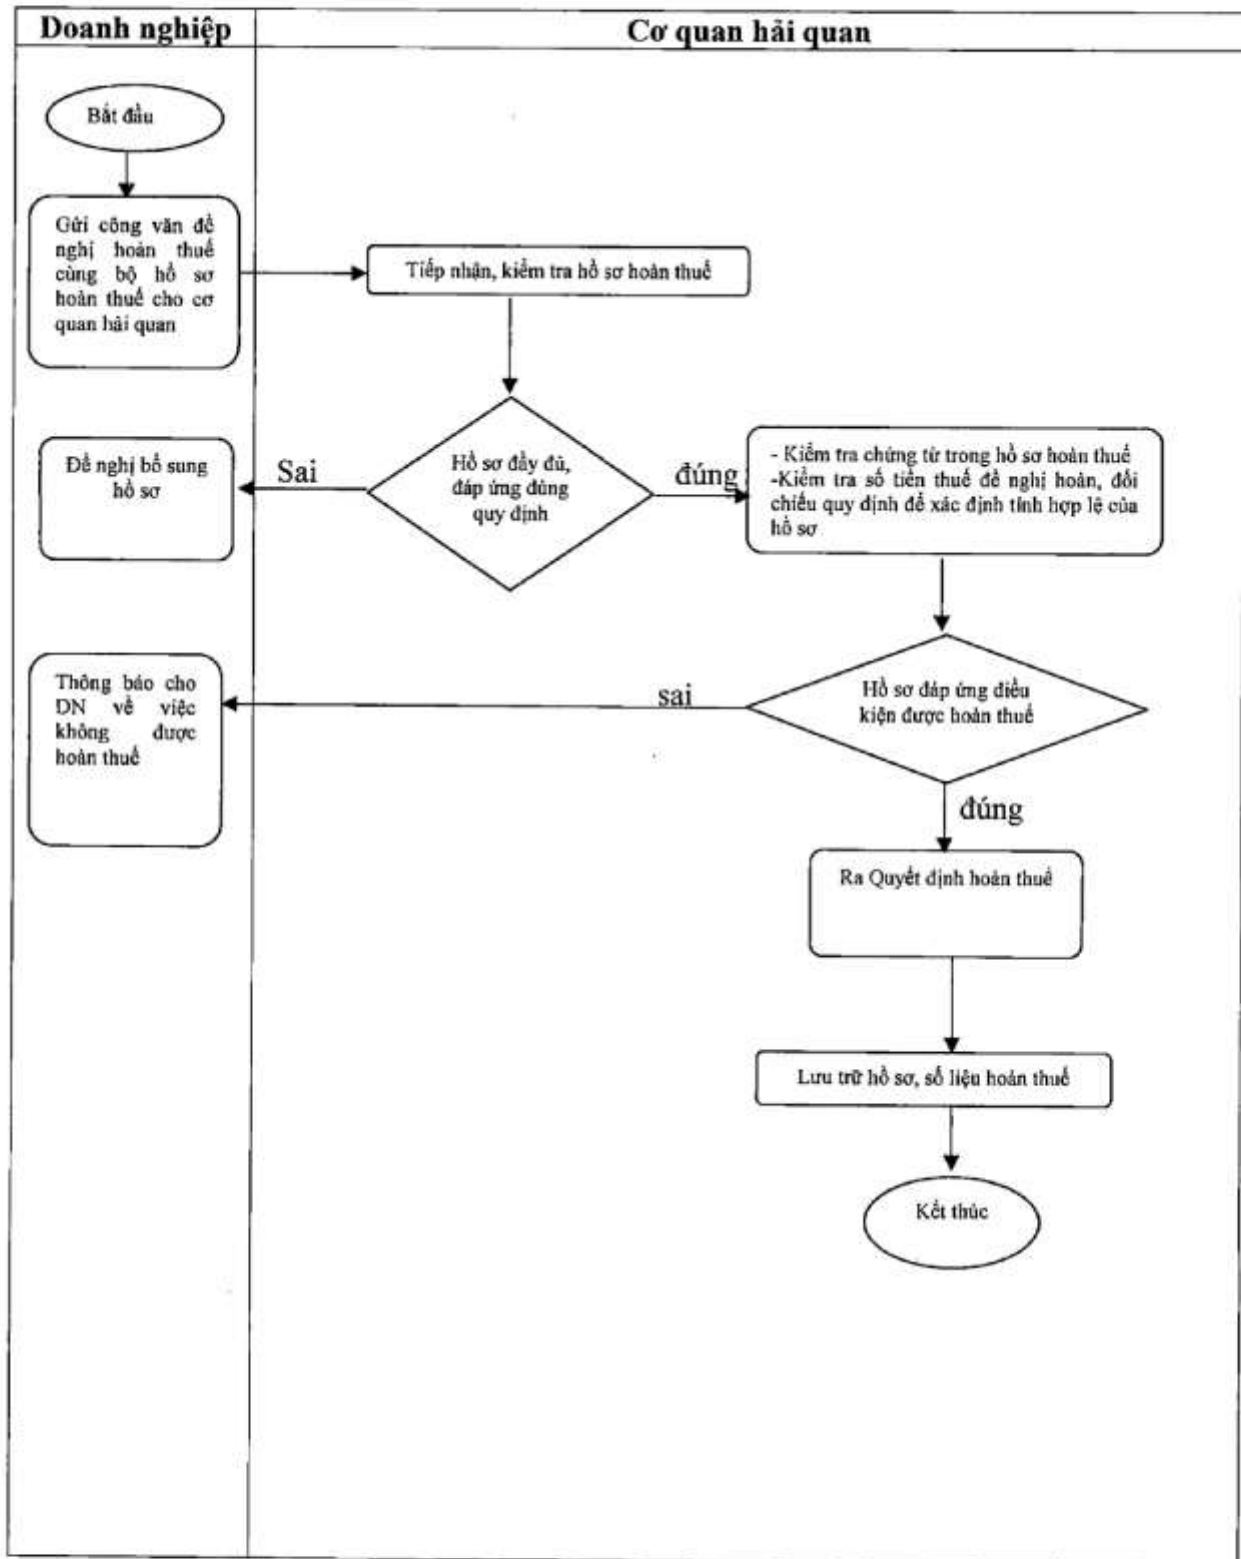 Doanh nghiệp
Cơ quan hải quan
Bắt đầu
Gửi công văn đề
nghị hoàn thuế
cùng bộ hồ sơ
hoàn thuế cho cơ
quan hải quan
Tiếp nhận, kiểm tra hồ sơ hoàn thuế
Hồ sơ đầy đủ,
đáp ứng đúng
quy định
Sai
đúng
Đề nghị bổ sung
hồ sơ
- Kiểm tra chứng từ trong hồ sơ hoàn thuế
-Kiểm tra số tiền thuế đề nghị hoàn, đối
chiếu quy định để xác định tính hợp lệ của
hồ sơ
Hồ sơ đáp ứng điều
kiện được hoàn thuế
sai
Thông báo cho
DN về việc
không được
hoàn thuế
đúng
Ra Quyết định hoàn thuế
Lưu trữ hồ sơ, số liệu hoàn thuế
Kết thúc